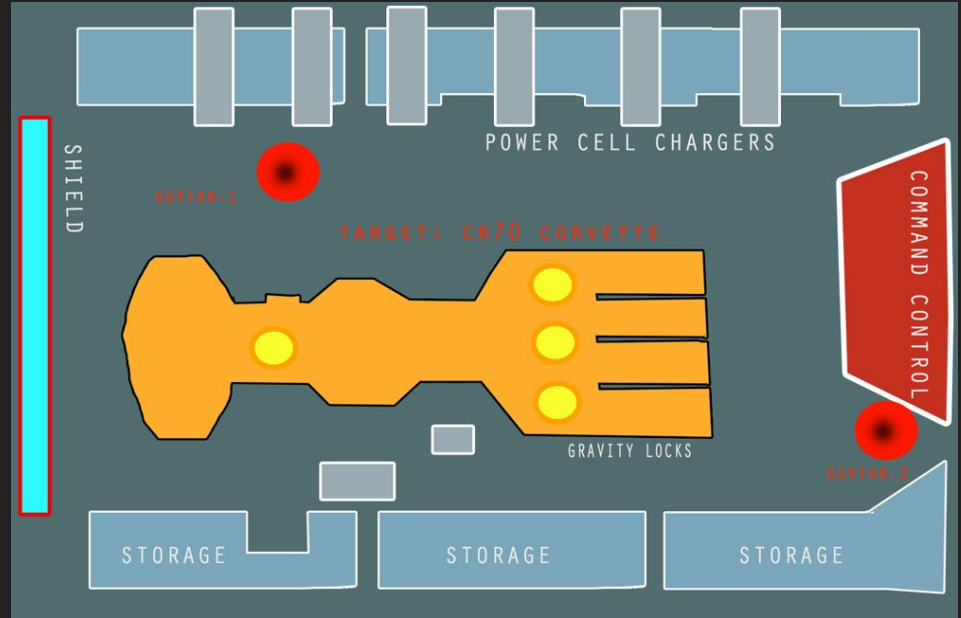 POWER CELL CHARGERS
SHIELD
GUVIAN-1
TARGET: CR70 CORVETTE
COMMAND CONTROL
GRAVITY LOCKS
GUVIAN-2
STORAGE
STORAGE
STORAGE